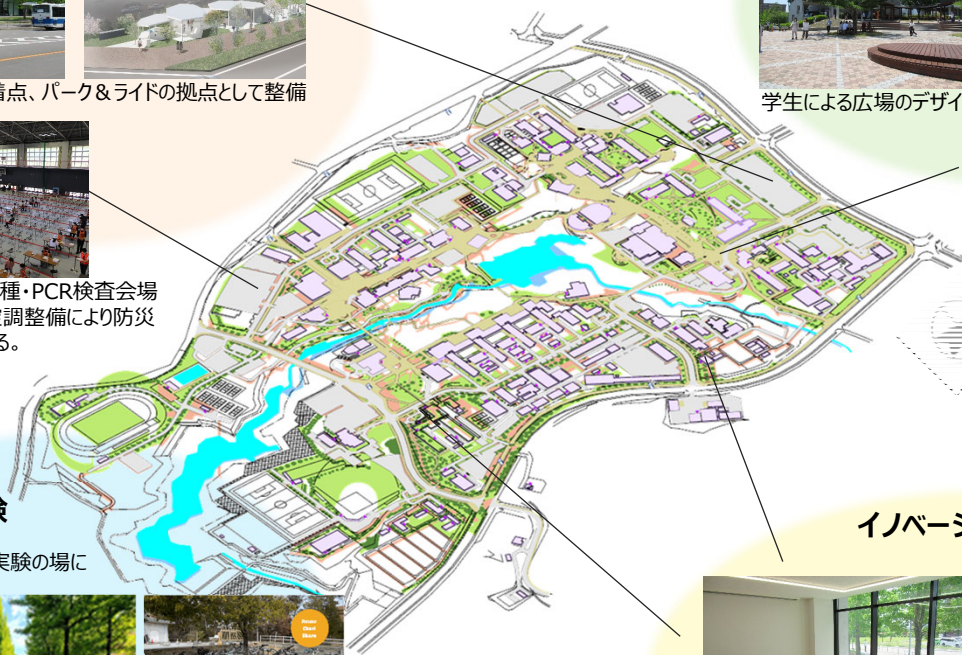 着点、パーク&ライドの拠点として整備
学生による広場のデザイ
種・PCR検査会場
調整備により防災
る。
験
実験の場に
イノベーシ